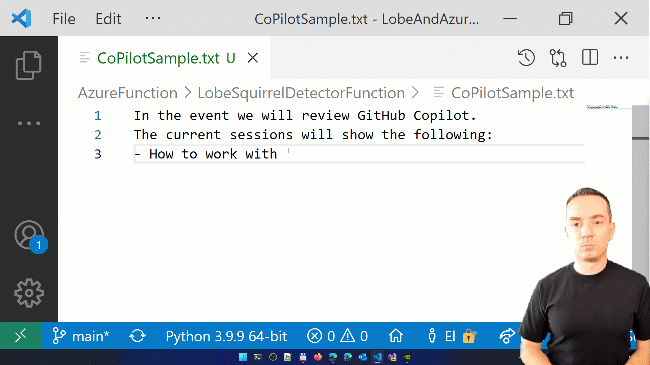 File Edit ··· CoPilotSample.txt - LobeAndAzur...
CoPilotSample.txt U
AzureFunction > LobeSquirrelDetectorFunction > CoPilotSample.txt
1 In the event we will review GitHub Copilot.
2 The current sessions will show the following:
3 - How to work with
1
main* Python 3.9.9 64-bit 0 0 El